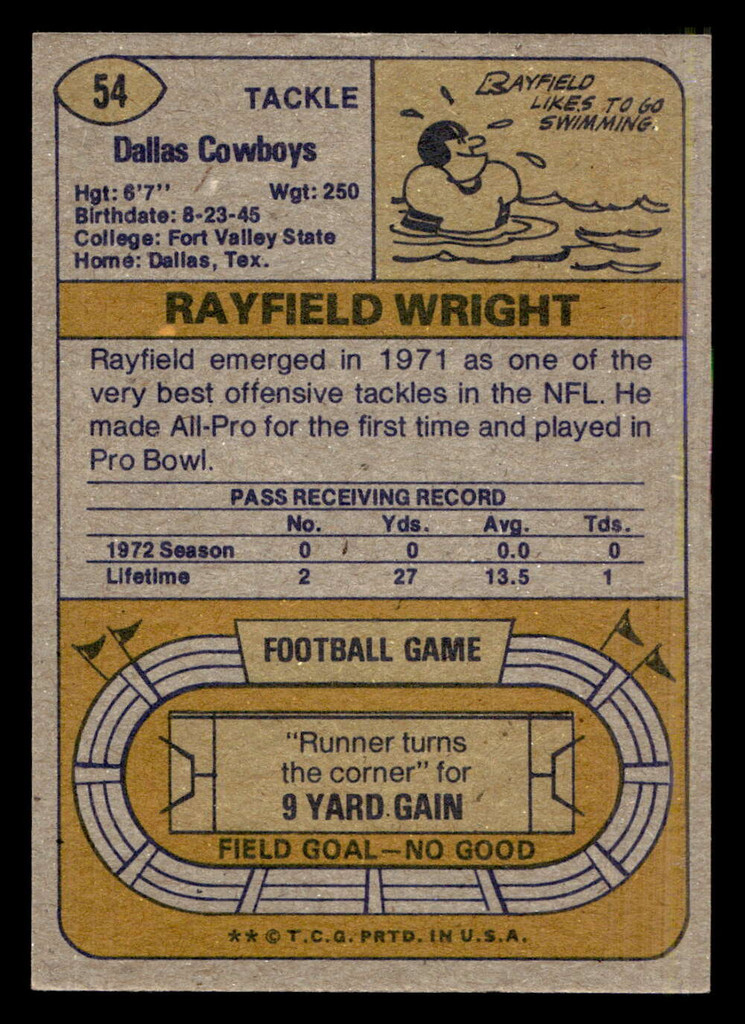 54
TACKLE
Dallas Cowboys
Hgt: 6'7" Wgt: 250
Birthdate: 8-23-45
College: Fort Valley State
Home: Dallas, Tex.
RAYFIELD
LIKES TO GO
SWIMMING.
RAYFIELD WRIGHT
Rayfield emerged in 1971 as one of the
very best offensive tackles in the NFL. He
made All-Pro for the first time and played in
Pro Bowl.
PASS RECEIVING RECORD
No. Yds. Avg. Tds.
1972 Season 0 0 0.0 0
Lifetime 2 27 13.5 1
FOOTBALL GAME
"Runner turns
the corner" for
9 YARD GAIN
FIELD GOAL—NO GOOD
** © T.C.G. PRTD. IN U.S.A.